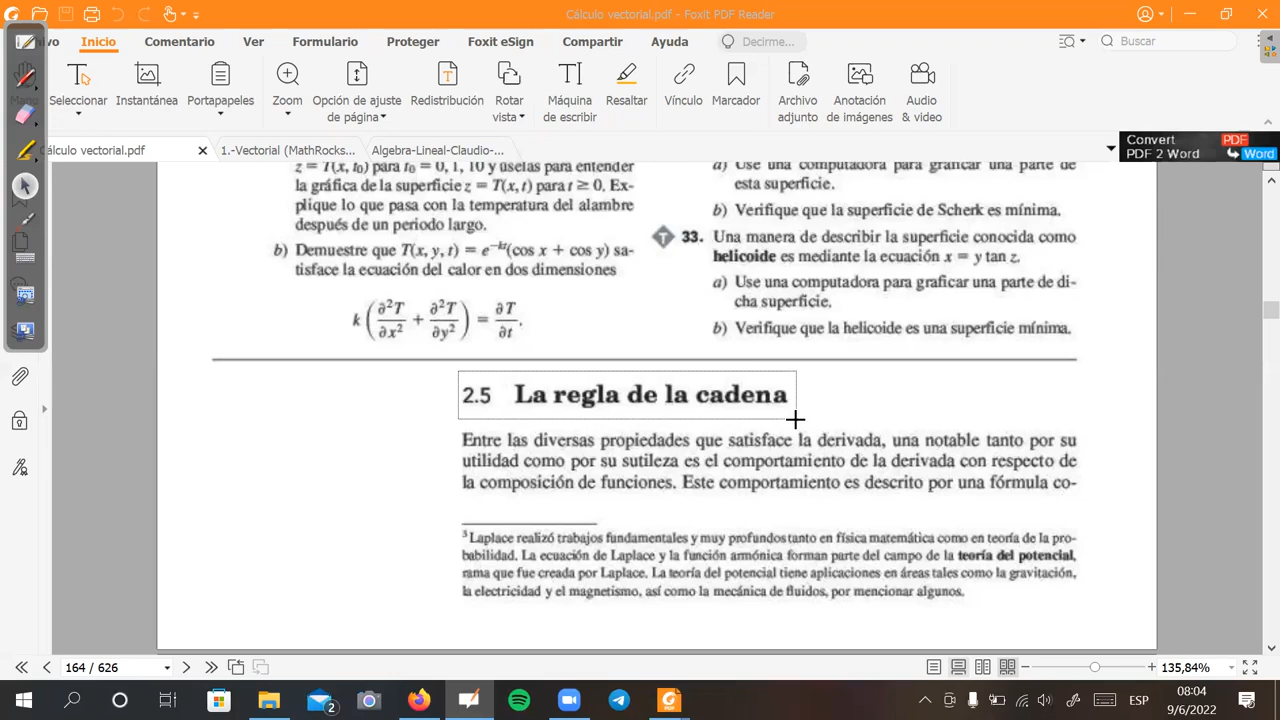 Cálculo vectorial.pdf - Foxit PDF Reader
Inicio
Comentario
Ver
Formulario
Proteger
Foxit eSign
Compartir
Ayuda
Decirme...
Buscar
Seleccionar
Instantánea
Portapapeles
Zoom
Opción de ajuste de página
Redistribución
Rotar vista
Máquina de escribir
Resaltar
Vínculo
Marcador
Archivo adjunto
Anotación de imágenes
Audio & video
Cálculo vectorial.pdf
1.-Vectorial (MathRocks...
Algebra-Lineal-Claudio-...
Convert PDF
PDF 2 Word Word
z = T(x, t₀) para t₀ = 0, 1, 10 y úselas para entender
la gráfica de la superficie z = T(x, t) para t ≥ 0. Ex-
plique lo que pasa con la temperatura del alambre
después de un periodo largo.
b) Demuestre que T(x, y, t) = e⁻ᵏᵗ(cos x + cos y) sa-
tisface la ecuación del calor en dos dimensiones
k (∂²T/∂x² + ∂²T/∂y²) = ∂T/∂t.
a) Use una computadora para graficar una parte de
esta superficie.
b) Verifique que la superficie de Scherk es mínima.
T 33. Una manera de describir la superficie conocida como
helicoide es mediante la ecuación x = y tan z.
a) Use una computadora para graficar una parte de di-
cha superficie.
b) Verifique que la helicoide es una superficie mínima.
2.5 La regla de la cadena
Entre las diversas propiedades que satisface la derivada, una notable tanto por su
utilidad como por su sutileza es el comportamiento de la derivada con respecto de
la composición de funciones. Este comportamiento es descrito por una fórmula co-
³ Laplace realizó trabajos fundamentales y muy profundos tanto en física matemática como en teoría de la pro-
babilidad. La ecuación de Laplace y la función armónica forman parte del campo de la teoría del potencial,
rama que fue creada por Laplace. La teoría del potencial tiene aplicaciones en áreas tales como la gravitación,
la electricidad y el magnetismo, así como la mecánica de fluidos, por mencionar algunos.
164 / 626
135,84%
2
ESP
08:04
9/6/2022